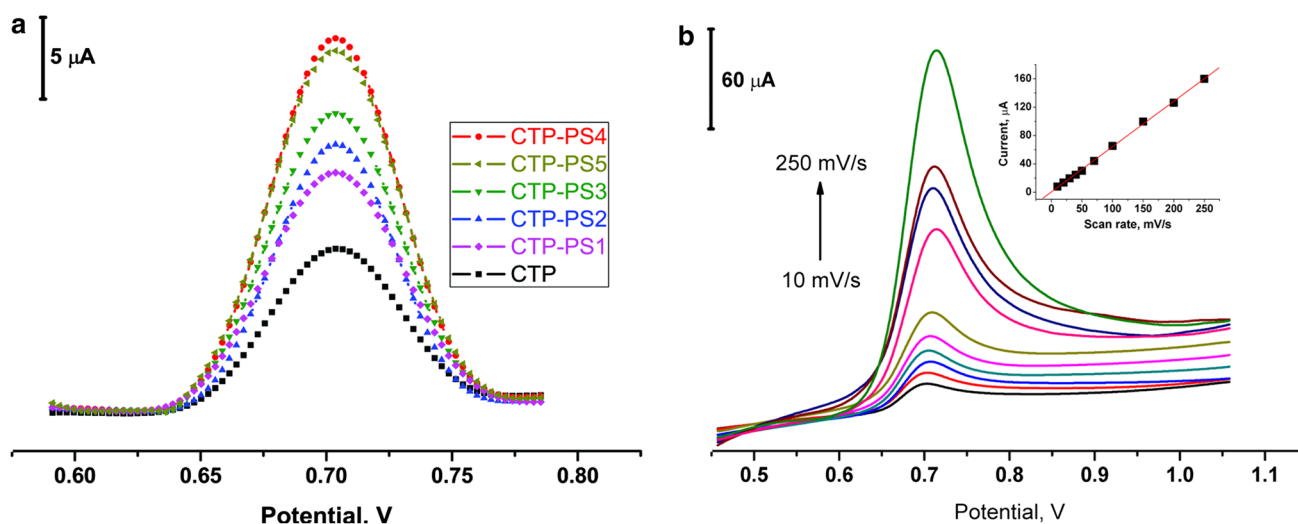 a
5 µA
CTP-PS4
CTP-PS5
CTP-PS3
CTP-PS2
CTP-PS1
CTP
0.60 0.65 0.70 0.75 0.80
Potential, V
b
60 µA
250 mV/s
10 mV/s
Current, µA
160
120
80
40
0
0 50 100 150 200 250
Scan rate, mV/s
0.5 0.6 0.7 0.8 0.9 1.0 1.1
Potential, V